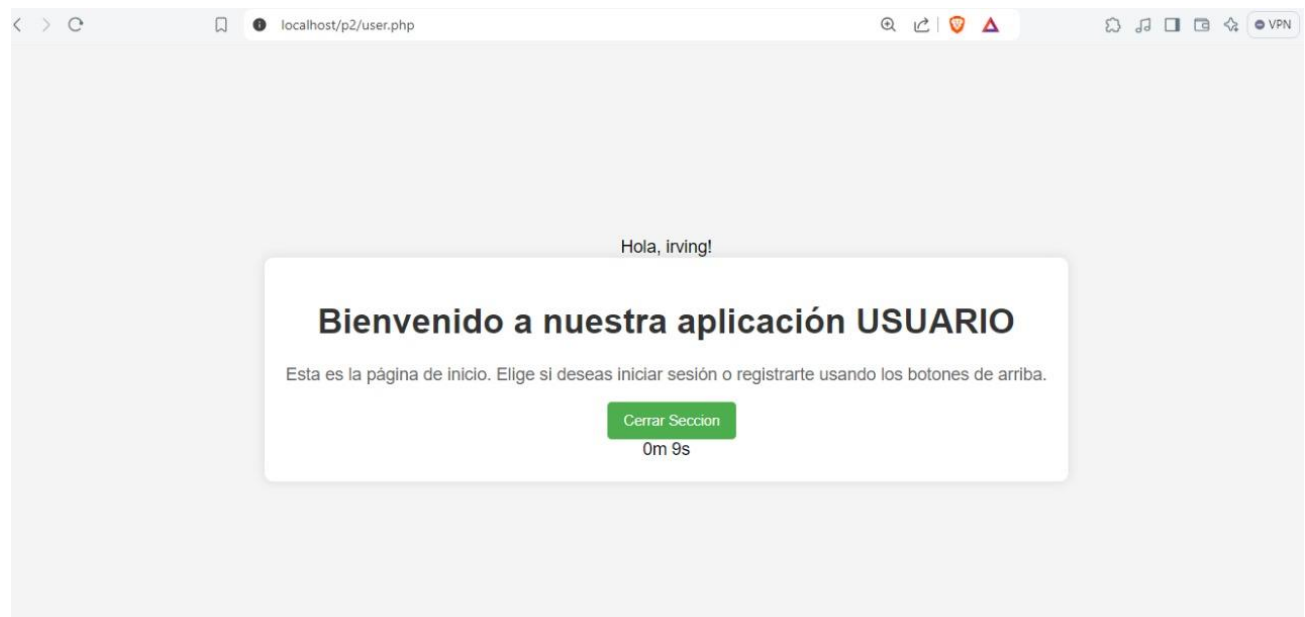 localhost/p2/user.php
VPN
Hola, irving!
Bienvenido a nuestra aplicación USUARIO
Esta es la página de inicio. Elige si deseas iniciar sesión o registrarte usando los botones de arriba.
Cerrar Seccion
0m 9s